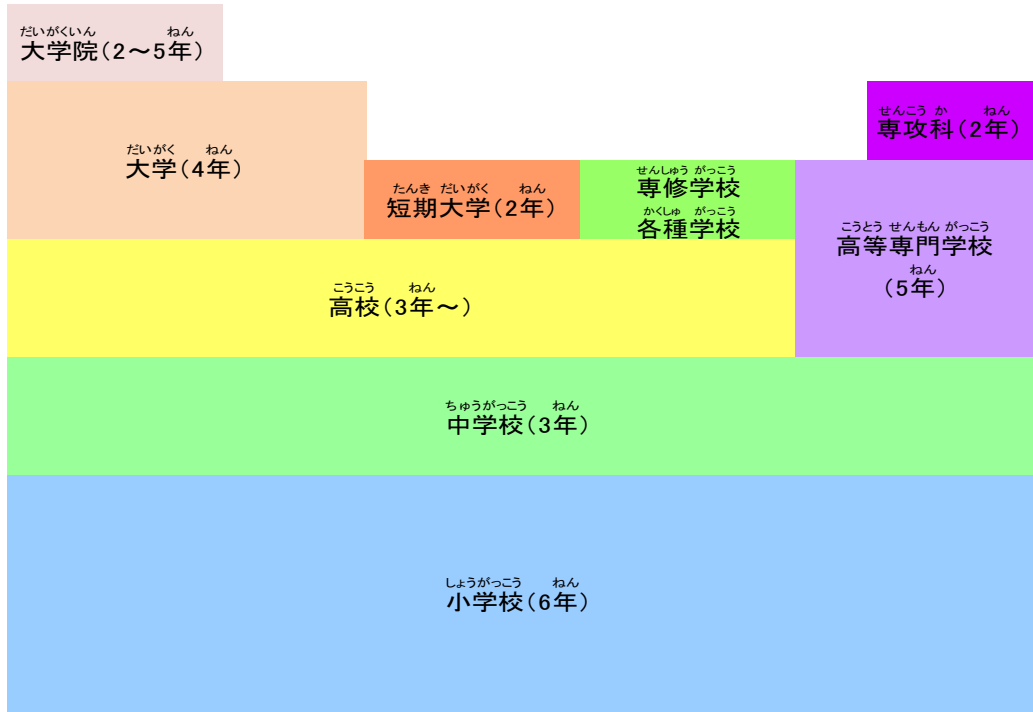 だいがくいん ねん
大学院(2~5年)
だいがく ねん
大学(4年)
せんこう か ねん
専攻科(2年)
たんき だいがく ねん
短期大学(2年)
せんしゅう がっこう
専修学校
かくしゅ がっこう
各種学校
こうとう せんもん がっこう
高等専門学校
ねん
(5年)
こうこう ねん
高校(3年~)
ちゅうがっこう ねん
中学校(3年)
しょうがっこう ねん
小学校(6年)